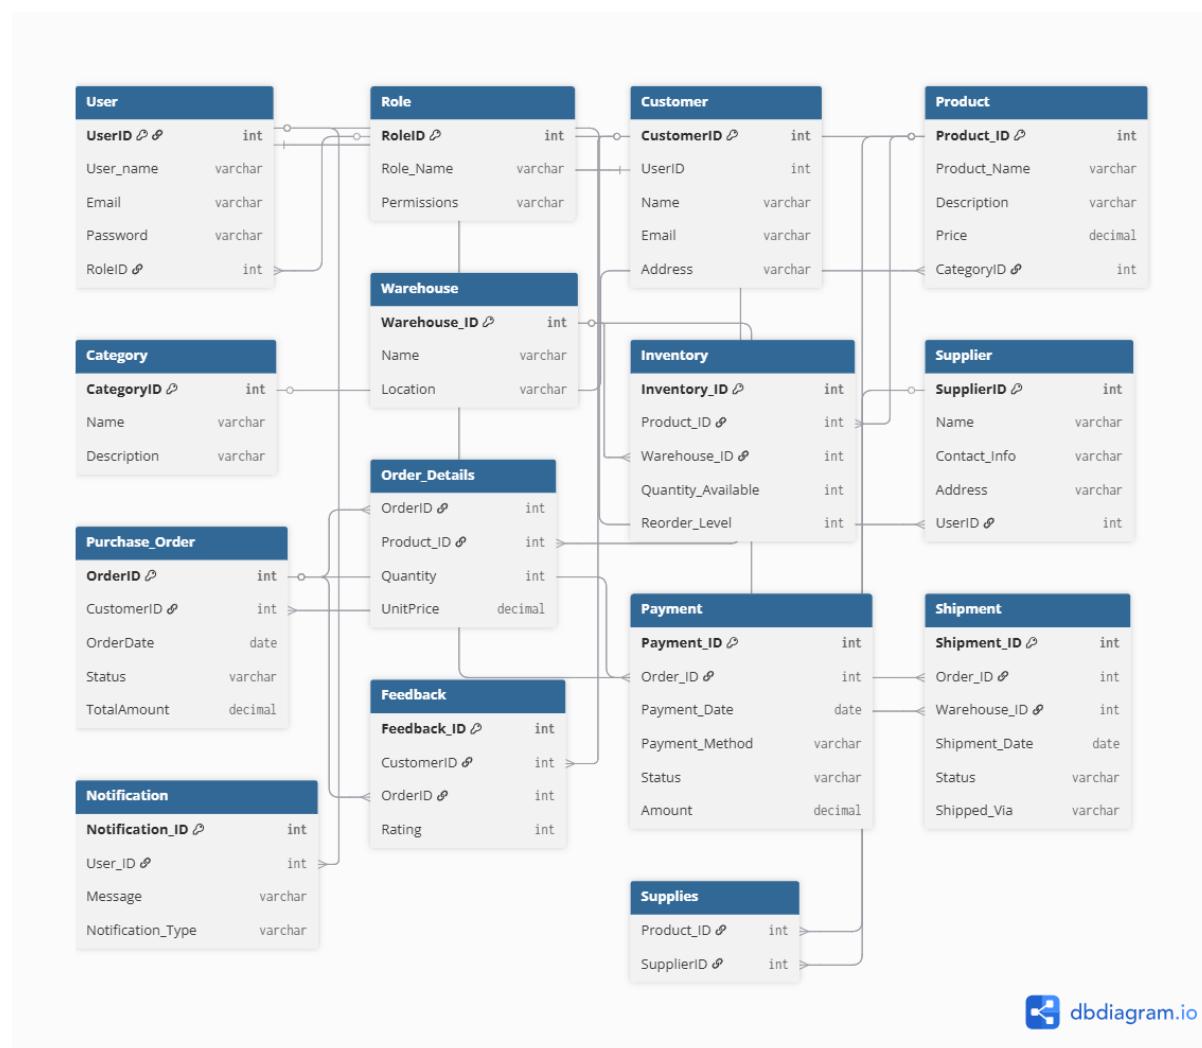 User
UserID int
User_name varchar
Email varchar
Password varchar
RoleID int
Role
RoleID int
Role_Name varchar
Permissions varchar
Customer
CustomerID int
UserID int
Name varchar
Email varchar
Address varchar
Product
Product_ID int
Product_Name varchar
Description varchar
Price decimal
CategoryID int
Warehouse
Warehouse_ID int
Name varchar
Location varchar
Category
CategoryID int
Name varchar
Description varchar
Inventory
Inventory_ID int
Product_ID int
Warehouse_ID int
Quantity_Available int
Reorder_Level int
Supplier
SupplierID int
Name varchar
Contact_Info varchar
Address varchar
UserID int
Order_Details
OrderID int
Product_ID int
Quantity int
UnitPrice decimal
Purchase_Order
OrderID int
CustomerID int
OrderDate date
Status varchar
TotalAmount decimal
Payment
Payment_ID int
Order_ID int
Payment_Date date
Payment_Method varchar
Status varchar
Amount decimal
Shipment
Shipment_ID int
Order_ID int
Warehouse_ID int
Shipment_Date date
Status varchar
Shipped_Via varchar
Feedback
Feedback_ID int
CustomerID int
OrderID int
Rating int
Notification
Notification_ID int
User_ID int
Message varchar
Notification_Type varchar
Supplies
Product_ID int
SupplierID int
dbdiagram.io